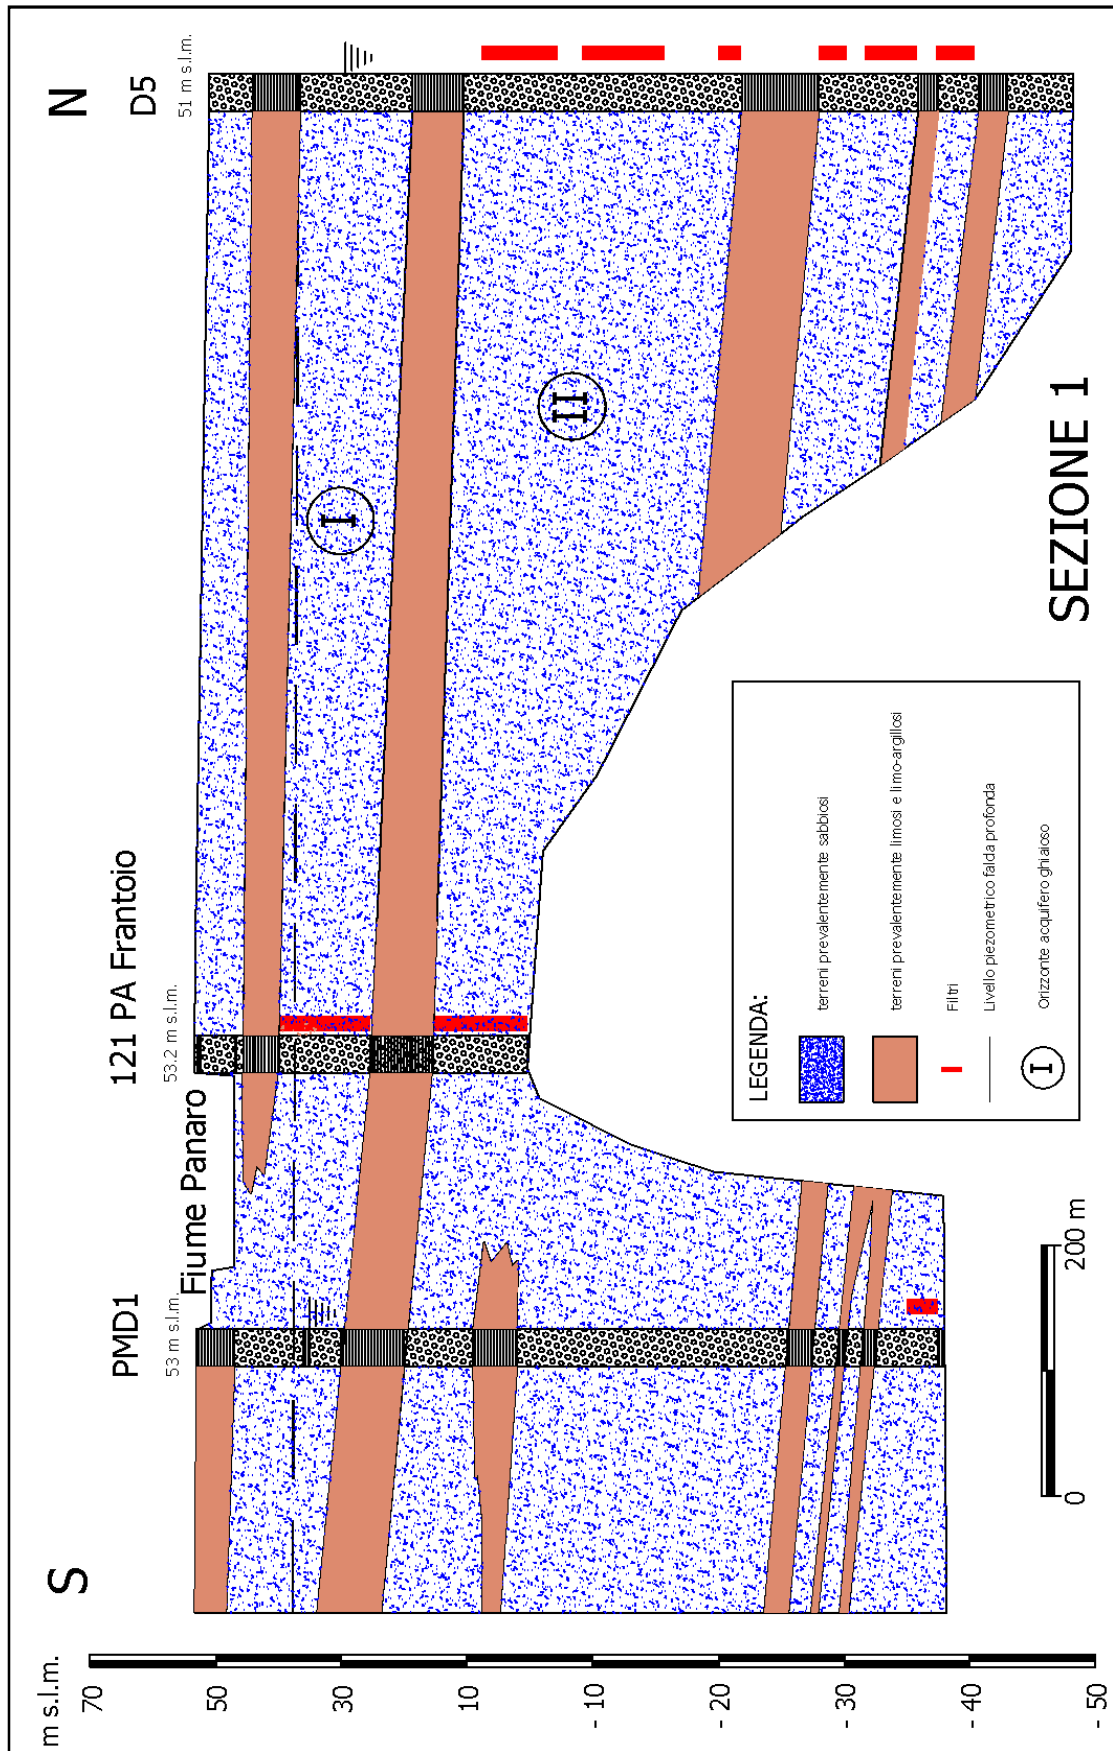 S
N
PMD1
53 m s.l.m.
Fiume Panaro
121 PA Frantoio
53.2 m s.l.m.
D5
51 m s.l.m.
m s.l.m.
70
50
30
10
- 10
- 20
- 30
- 40
- 50
I
II
0
200 m
LEGENDA:
terreni prevalentemente sabbiosi
terreni prevalentemente limosi e limo-argillosi
Filtri
Livello piezometrico falda profonda
I
Orizzonte acquifero ghiaioso
SEZIONE 1